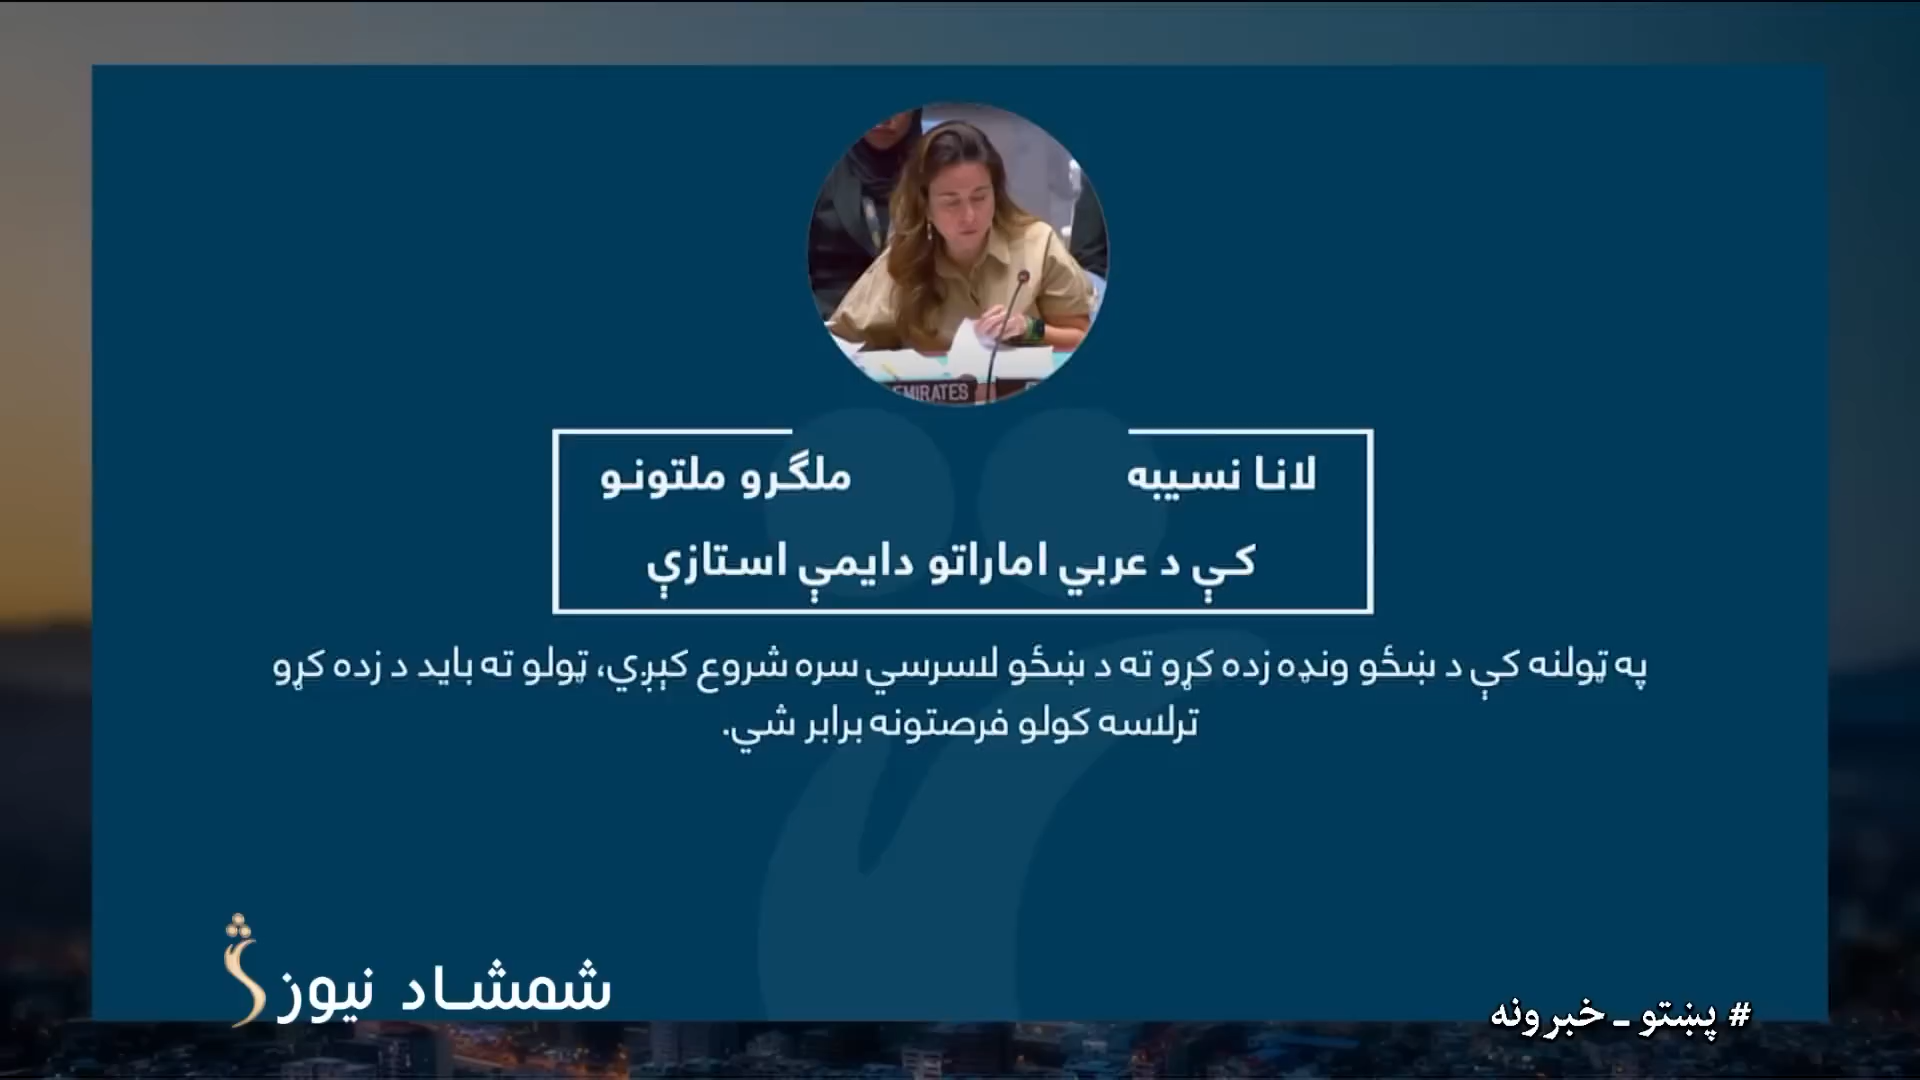 EMIRATES
لانا نسيبه ملګرو ملتونو
کې د عربي اماراتو دايمې استازې
په ټولنه کې د ښځو ونډه زده کړو ته د ښځو لاسرسي سره شروع کېږي، ټولو ته بايد د زده کړو
ترلاسه کولو فرصتونه برابر شي.
شمشاد نيوز
# پښتو ـ خبرونه